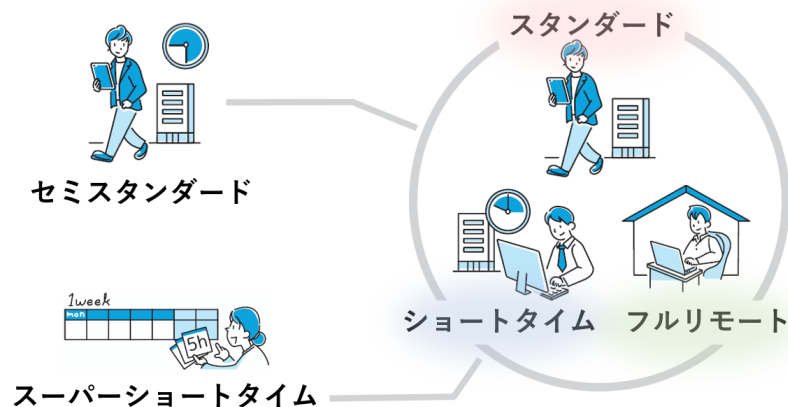 スタンダード
セミスタンダード
ショートタイム
フルリモート
1week
mon
5h
スーパーショートタイム